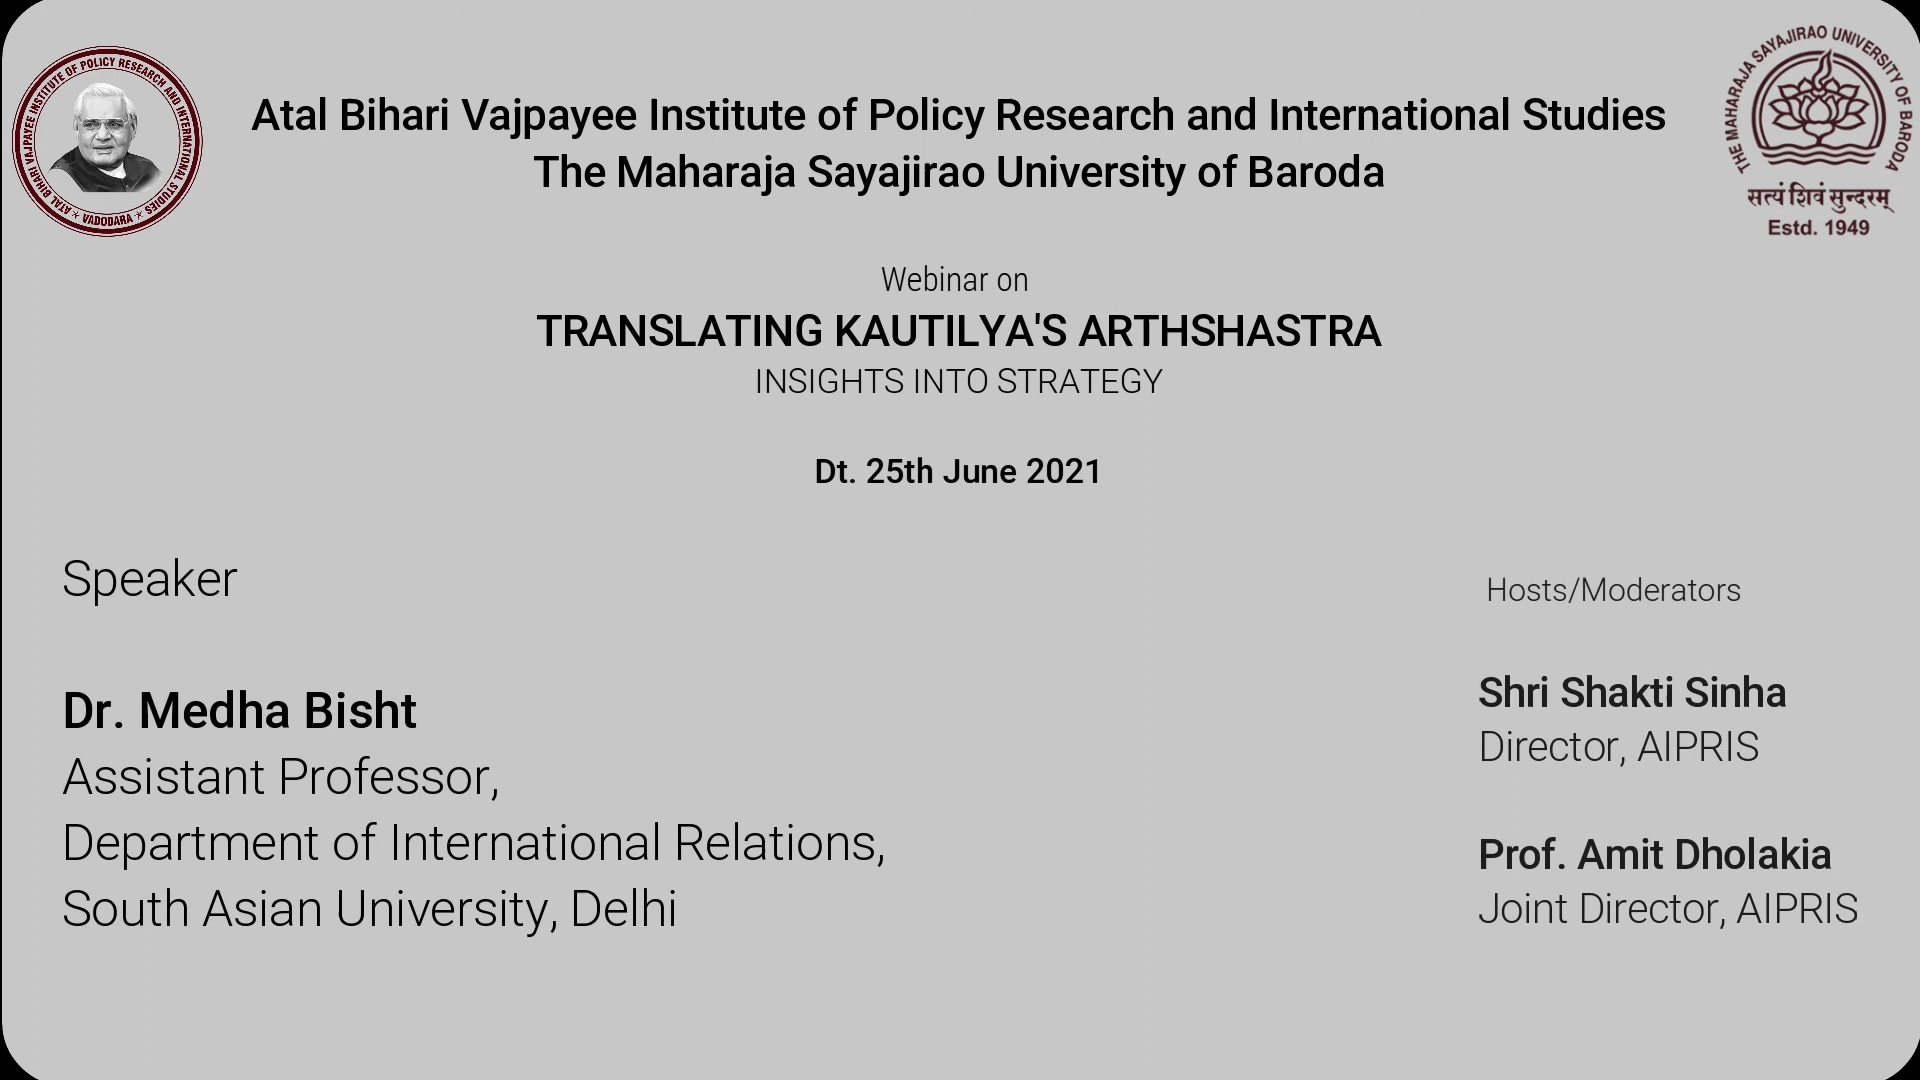 ATAL BIHARI VAJPAYEE INSTITUTE OF POLICY RESEARCH AND INTERNATIONAL STUDIES
★ VADODARA ★
Atal Bihari Vajpayee Institute of Policy Research and International Studies
The Maharaja Sayajirao University of Baroda
THE MAHARAJA SAYAJIRAO UNIVERSITY OF BARODA
सत्यं शिवं सुन्दरम्
Estd. 1949
Webinar on
TRANSLATING KAUTILYA'S ARTHSHASTRA
INSIGHTS INTO STRATEGY
Dt. 25th June 2021
Speaker
Dr. Medha Bisht
Assistant Professor,
Department of International Relations,
South Asian University, Delhi
Hosts/Moderators
Shri Shakti Sinha
Director, AIPRIS
Prof. Amit Dholakia
Joint Director, AIPRIS